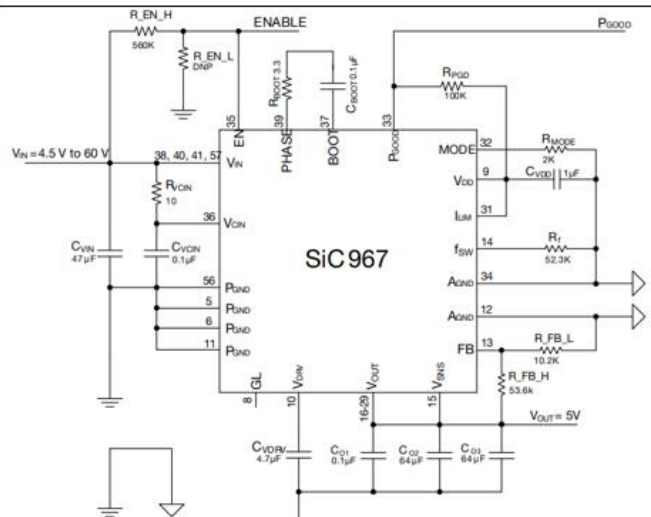 R_EN_H
560K
ENABLE
PGOOD
R_EN_L
DNP
RBOOT 3.3
CBOOT 0.1µF
RPGD
100K
35
39
37
33
EN
PHASE
BOOT
PGOOD
MODE
32
RMODE
2K
VIN = 4.5 V to 60 V
38, 40, 41, 57
VIN
VDD
9
CVDD
1µF
RVCIN
10
36
VCIN
ILIM
31
CVIN
47µF
CVCIN
0.1µF
SiC967
fSW
14
Rf
52.3K
56
PGND
AGND
34
5
PGND
6
PGND
AGND
12
11
PGND
FB
13
R_FB_L
10.2K
GL
VDRV
VOUT
VSNS
R_FB_H
53.6k
8
10
16-29
15
VOUT = 5V
CVDRV
4.7µF
CO1
0.1µF
CO2
64µF
CO3
64µF